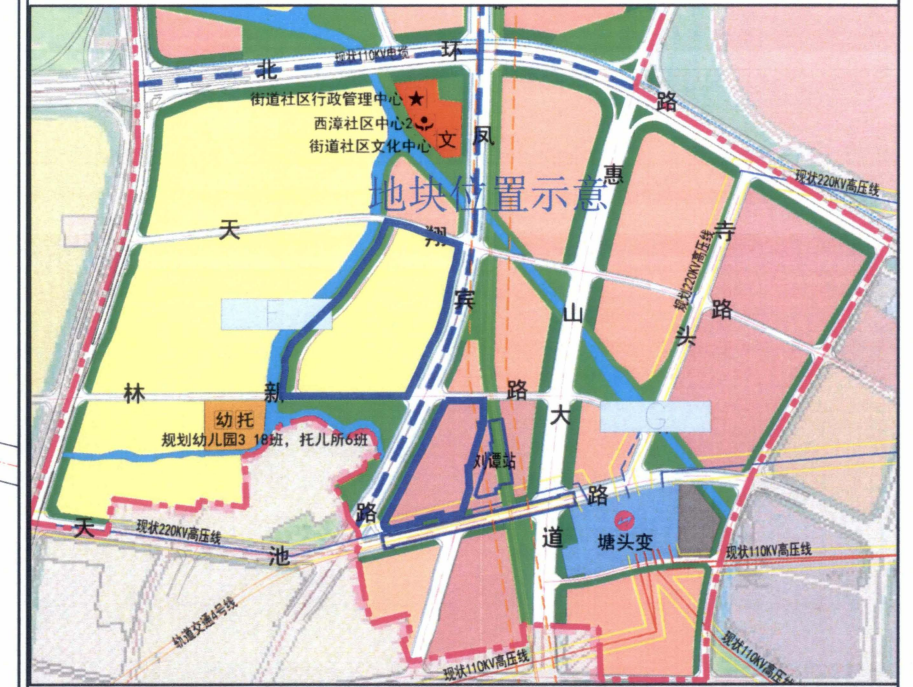 北环路
现状110KV电缆
街道社区行政管理中心
西漳社区中心2
街道社区文化中心
文
凤宾路
惠山大道
地块位置示意
现状220KV高压线
规划220KV高压线
寺头路
天翔路
F
G
林新路
幼托
规划幼儿园3 18班，托儿所6班
刘潭站
天池路
现状220KV高压线
塘头变
现状110KV高压线
轨道交通4号线
现状110KV高压线
现状110KV高压线